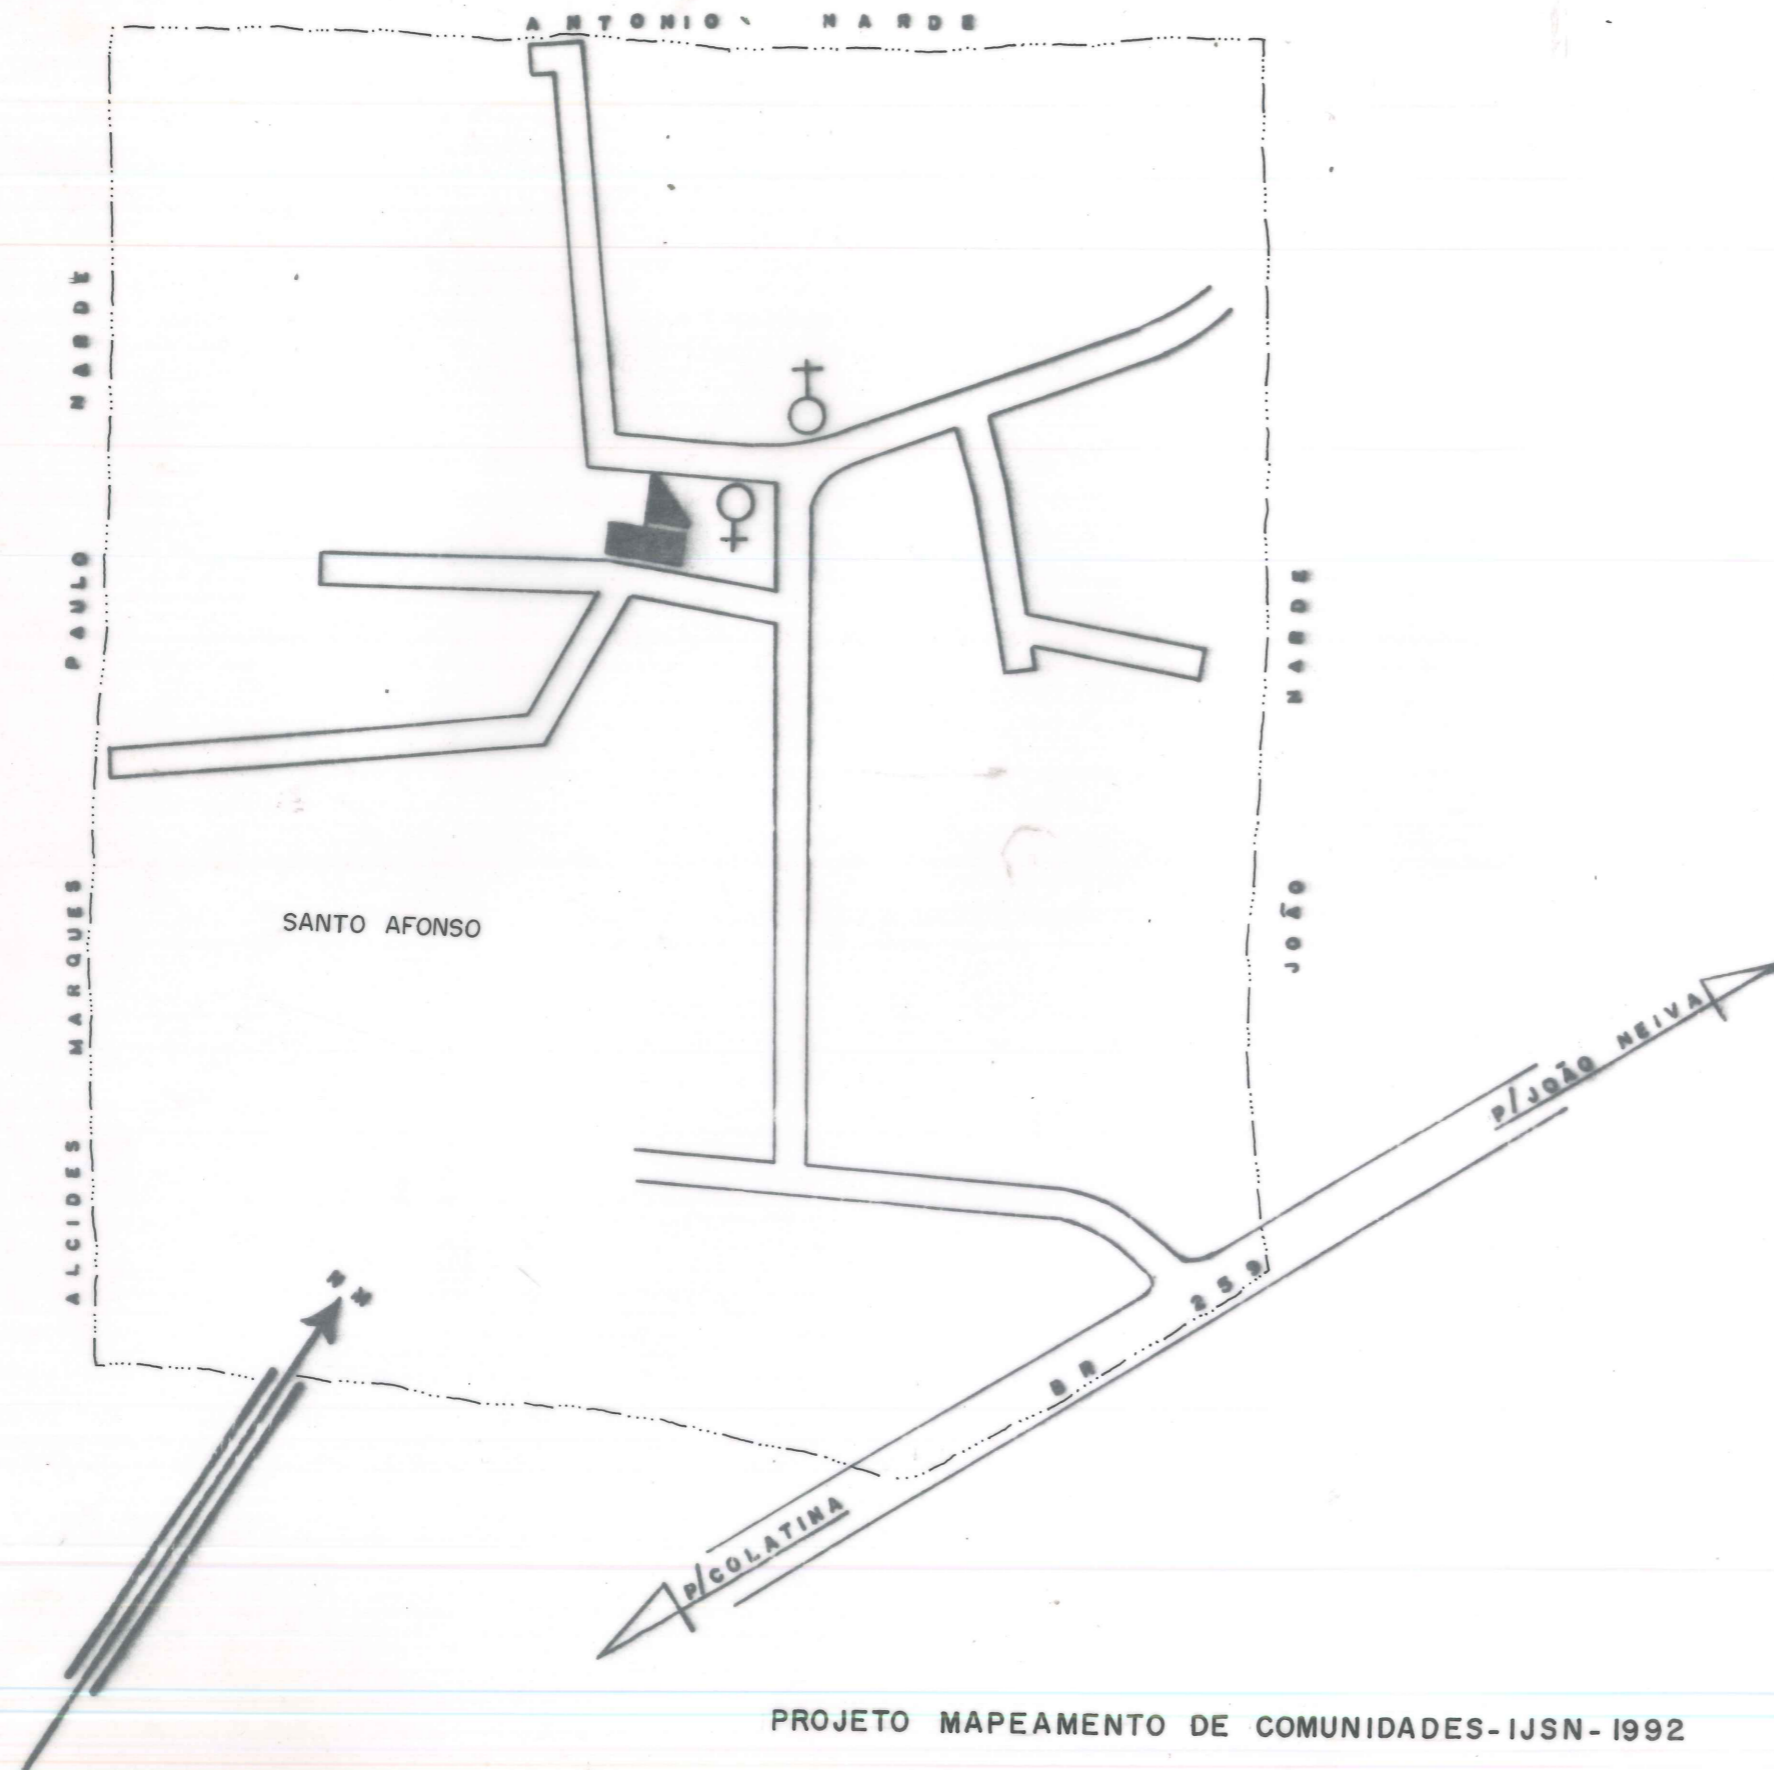 ANTONIO NARDE
PAULO NARDE
JOÃO NARDE
SANTO AFONSO
ALCIDES MARQUES
P/JOÃO NEIVA
BR 259
NM
P/COLATINA
PROJETO MAPEAMENTO DE COMUNIDADES-IJSN-1992